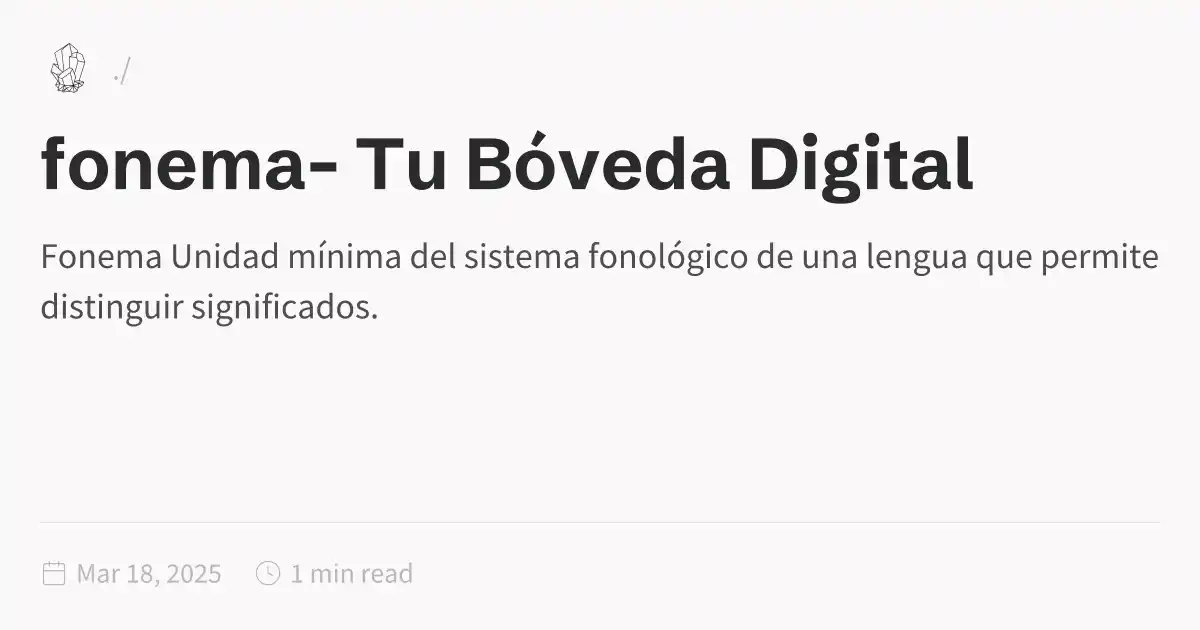 ./
fonema- Tu Bóveda Digital
Fonema Unidad mínima del sistema fonológico de una lengua que permite
distinguir significados.
Mar 18, 2025 1 min read